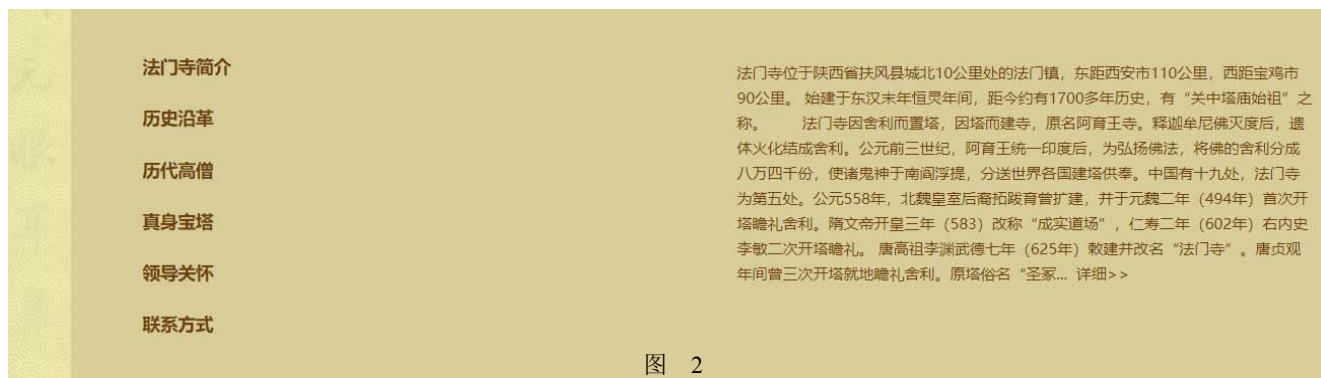 法门寺简介
历史沿革
历代高僧
真身宝塔
领导关怀
联系方式
法门寺位于陕西省扶风县城北10公里处的法门镇，东距西安市110公里，西距宝鸡市
90公里。 始建于东汉末年恒灵年间，距今约有1700多年历史，有“关中塔庙始祖”之
称。 法门寺因舍利而置塔，因塔而建寺，原名阿育王寺。释迦牟尼佛灭度后，遗
体火化结成舍利。公元前三世纪，阿育王统一印度后，为弘扬佛法，将佛的舍利分成
八万四千份，使诸鬼神于南阎浮提，分送世界各国建塔供奉。中国有十九处，法门寺
为第五处。公元558年，北魏皇室后裔拓跋育曾扩建，并于元魏二年（494年）首次开
塔瞻礼舍利。隋文帝开皇三年（583）改称“成实道场”，仁寿二年（602年）右内史
李敏二次开塔瞻礼。 唐高祖李渊武德七年（625年）敕建并改名“法门寺”。唐贞观
年间曾三次开塔就地瞻礼舍利。原塔俗名“圣冢... 详细>>
图 2